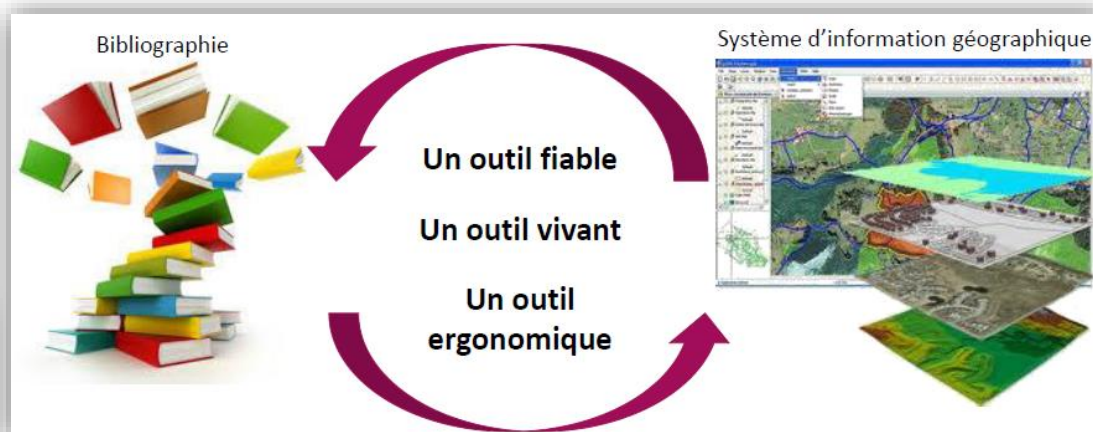 Bibliographie
Système d'information géographique
Un outil fiable
Un outil vivant
Un outil
ergonomique